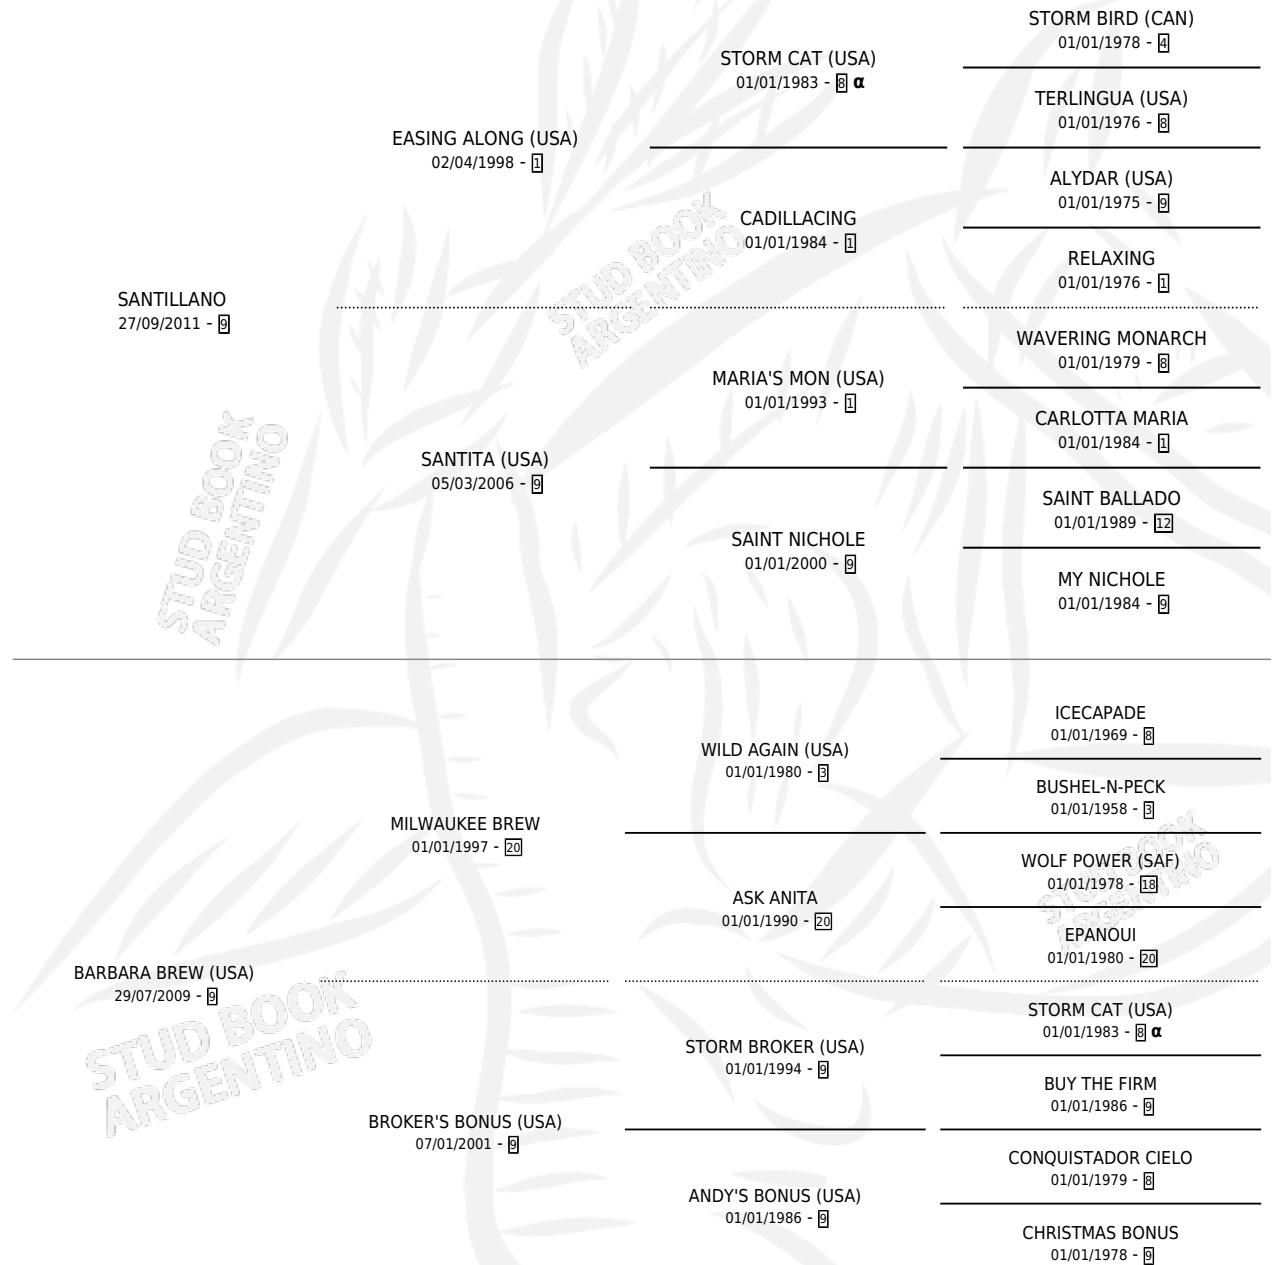 STORM BIRD (CAN)
01/01/1978 - 4
STORM CAT (USA)
01/01/1983 - 8 α
TERLINGUA (USA)
01/01/1976 - 8
EASING ALONG (USA)
02/04/1998 - 1
ALYDAR (USA)
01/01/1975 - 9
CADILLACING
01/01/1984 - 1
RELAXING
01/01/1976 - 1
SANTILLANO
27/09/2011 - 9
WAVERING MONARCH
01/01/1979 - 8
MARIA'S MON (USA)
01/01/1993 - 1
CARLOTTA MARIA
01/01/1984 - 1
SANTITA (USA)
05/03/2006 - 9
SAINT BALLADO
01/01/1989 - 12
SAINT NICHOLE
01/01/2000 - 9
MY NICHOLE
01/01/1984 - 9
ICECAPADE
01/01/1969 - 8
WILD AGAIN (USA)
01/01/1980 - 3
BUSHEL-N-PECK
01/01/1958 - 3
MILWAUKEE BREW
01/01/1997 - 20
WOLF POWER (SAF)
01/01/1978 - 18
ASK ANITA
01/01/1990 - 20
EPANOUI
01/01/1980 - 20
BARBARA BREW (USA)
29/07/2009 - 9
STORM CAT (USA)
01/01/1983 - 8 α
STORM BROKER (USA)
01/01/1994 - 9
BUY THE FIRM
01/01/1986 - 9
BROKER'S BONUS (USA)
07/01/2001 - 9
CONQUISTADOR CIELO
01/01/1979 - 8
ANDY'S BONUS (USA)
01/01/1986 - 9
CHRISTMAS BONUS
01/01/1978 - 9
STUD BOOK
ARGENTINO
STUD BOOK
ARGENTINO
STUD BOOK
ARGENTINO
STUD BOOK
ARGENTINO